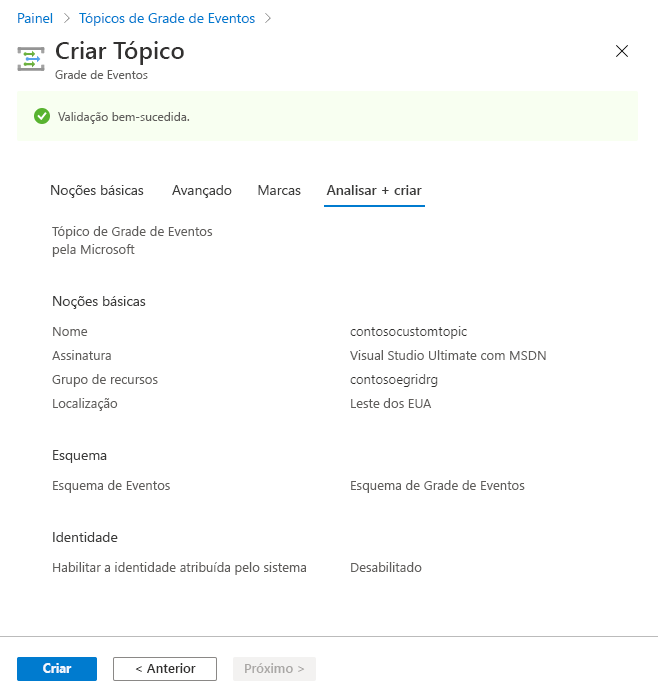 Painel > Tópicos de Grade de Eventos >
Criar Tópico
Grade de Eventos
Validação bem-sucedida.
Noções básicas Avançado Marcas Analisar + criar
Tópico de Grade de Eventos
pela Microsoft
Noções básicas
Nome contosocustomtopic
Assinatura Visual Studio Ultimate com MSDN
Grupo de recursos contosoegridrg
Localização Leste dos EUA
Esquema
Esquema de Eventos Esquema de Grade de Eventos
Identidade
Habilitar a identidade atribuída pelo sistema Desabilitado
Criar < Anterior Próximo >